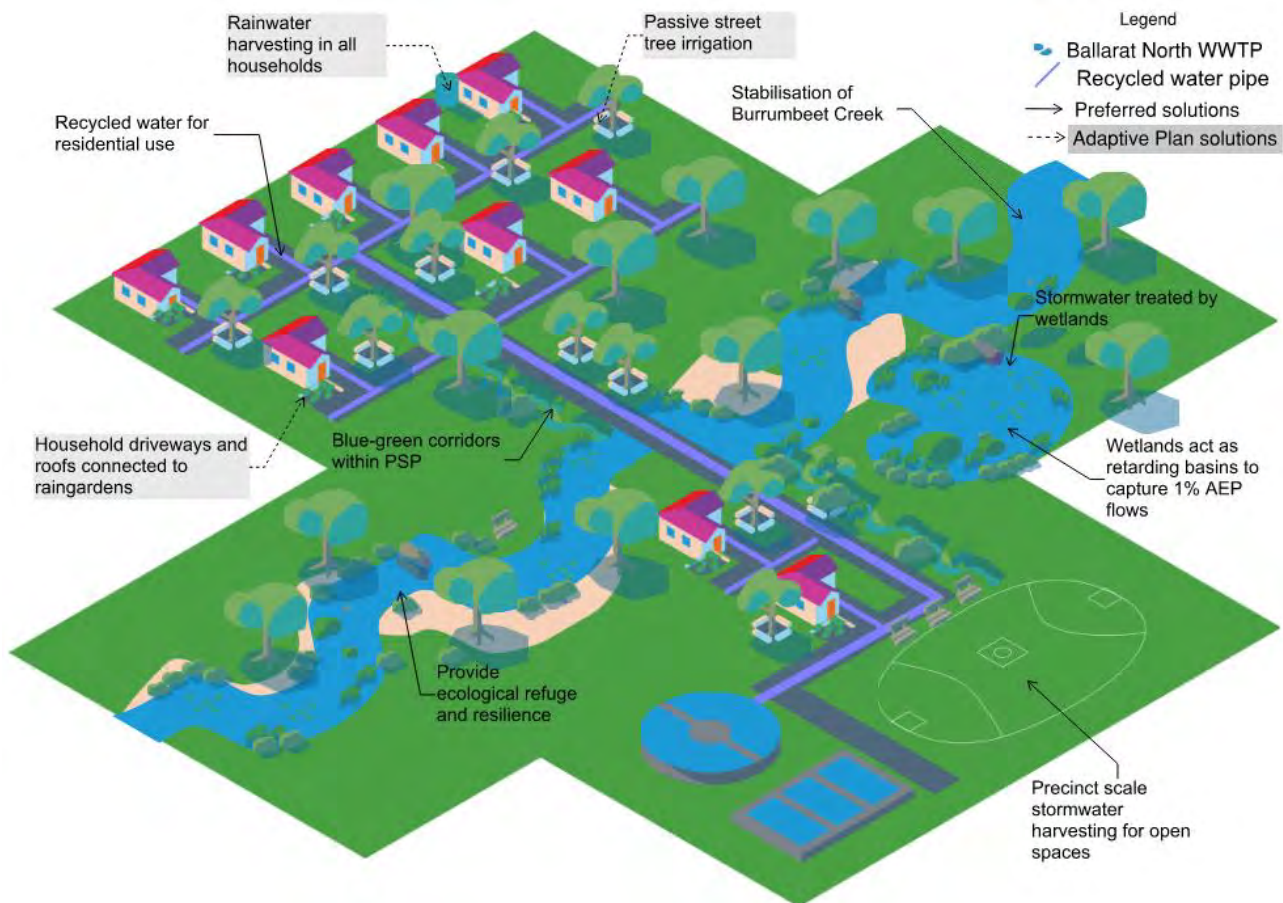 Rainwater
harvesting in all
households
Passive street
tree irrigation
Legend
Ballarat North WWTP
Recycled water pipe
Preferred solutions
Adaptive Plan solutions
Stabilisation of
Burrumbeet Creek
Recycled water for
residential use
Stormwater treated by
wetlands
Household driveways and
roofs connected to
raingardens
Blue-green corridors
within PSP
Wetlands act as
retarding basins to
capture 1% AEP
flows
Provide
ecological refuge
and resilience
Precinct scale
stormwater
harvesting for open
spaces